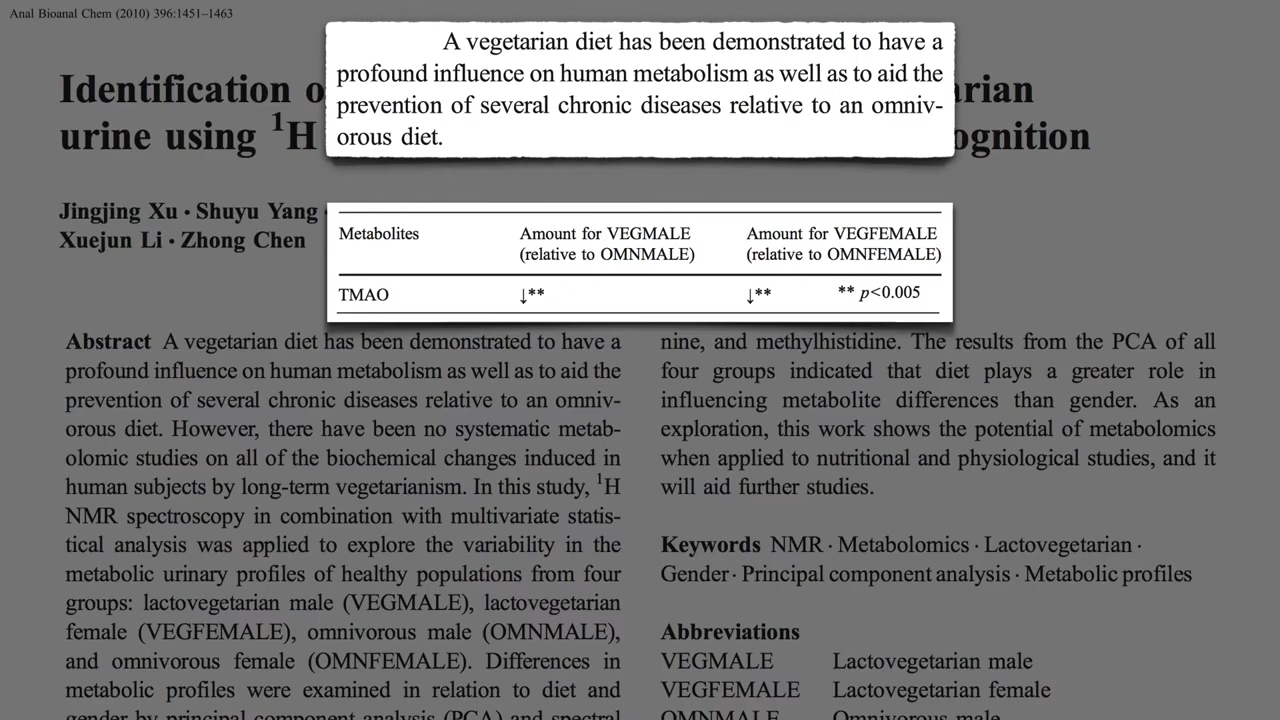 Anal Bioanal Chem (2010) 396:1451–1463
A vegetarian diet has been demonstrated to have a
profound influence on human metabolism as well as to aid the
prevention of several chronic diseases relative to an omniv-
orous diet.
Identification o
arian
urine using ¹H
ognition
Jingjing Xu · Shuyu Yang
Xuejun Li · Zhong Chen
Metabolites Amount for VEGMALE (relative to OMNMALE) Amount for VEGFEMALE (relative to OMNFEMALE)
TMAO ↓** ↓** ** p<0.005
Abstract A vegetarian diet has been demonstrated to have a
profound influence on human metabolism as well as to aid the
prevention of several chronic diseases relative to an omniv-
orous diet. However, there have been no systematic metab-
olomic studies on all of the biochemical changes induced in
human subjects by long-term vegetarianism. In this study, ¹H
NMR spectroscopy in combination with multivariate statis-
tical analysis was applied to explore the variability in the
metabolic urinary profiles of healthy populations from four
groups: lactovegetarian male (VEGMALE), lactovegetarian
female (VEGFEMALE), omnivorous male (OMNMALE),
and omnivorous female (OMNFEMALE). Differences in
metabolic profiles were examined in relation to diet and
gender by principal component analysis (PCA) and spectral
nine, and methylhistidine. The results from the PCA of all
four groups indicated that diet plays a greater role in
influencing metabolite differences than gender. As an
exploration, this work shows the potential of metabolomics
when applied to nutritional and physiological studies, and it
will aid further studies.
Keywords NMR · Metabolomics · Lactovegetarian ·
Gender · Principal component analysis · Metabolic profiles
Abbreviations
VEGMALE Lactovegetarian male
VEGFEMALE Lactovegetarian female
OMNMALE Omnivorous male